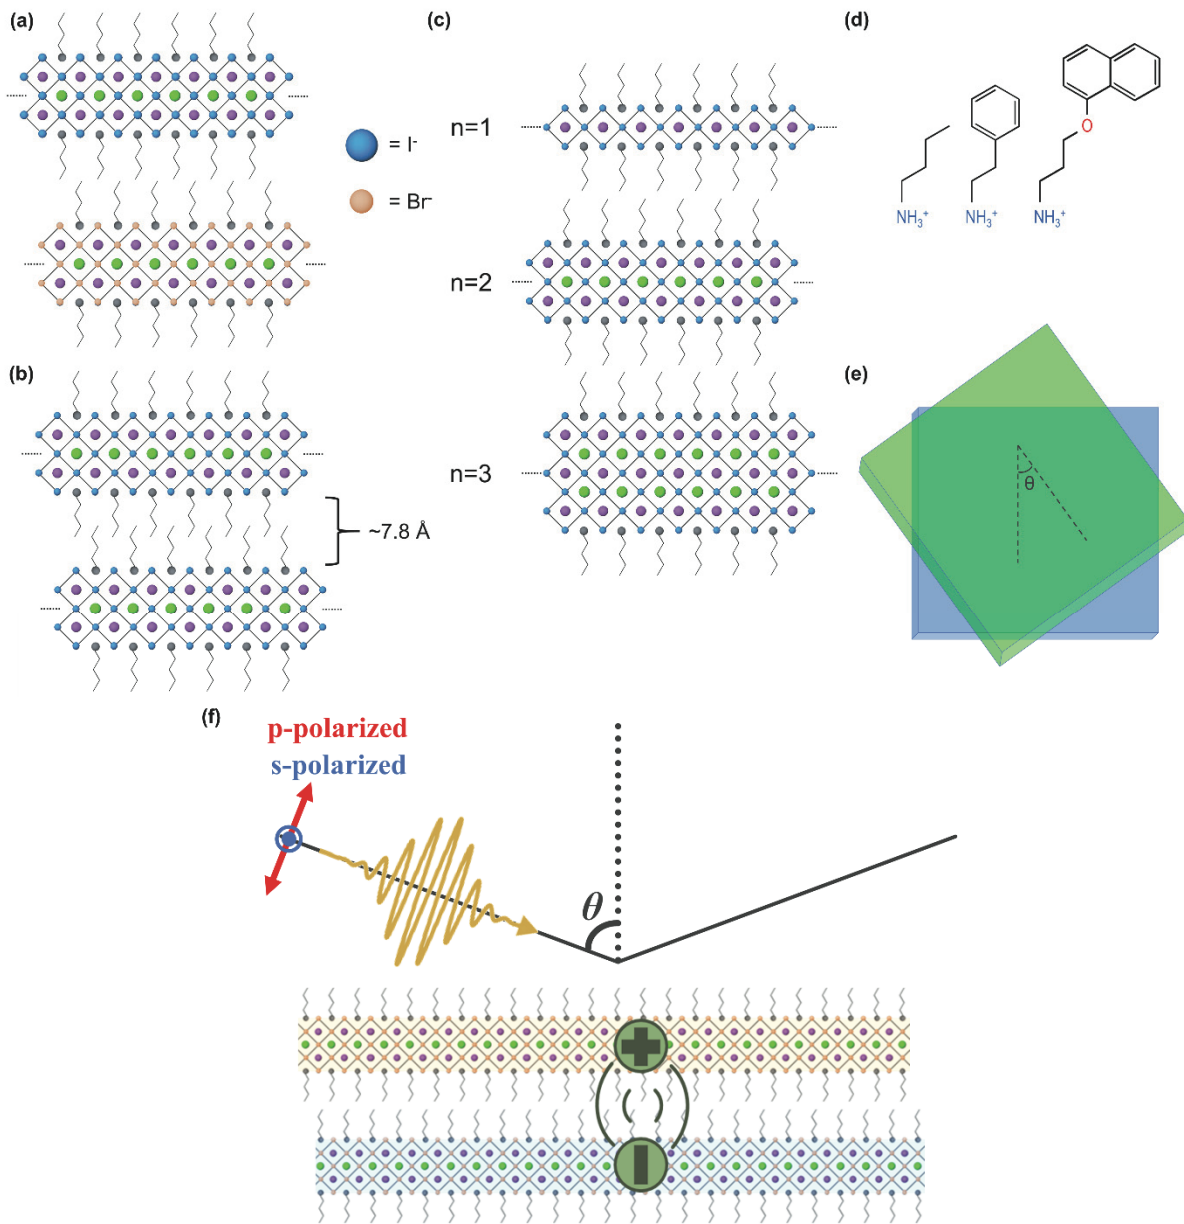 (a)
= I⁻
= Br⁻
(b)
~7.8 Å
(c)
n=1
n=2
n=3
(d)
O
NH₃⁺ NH₃⁺ NH₃⁺
(e)
θ
(f)
p-polarized
s-polarized
θ
+
−